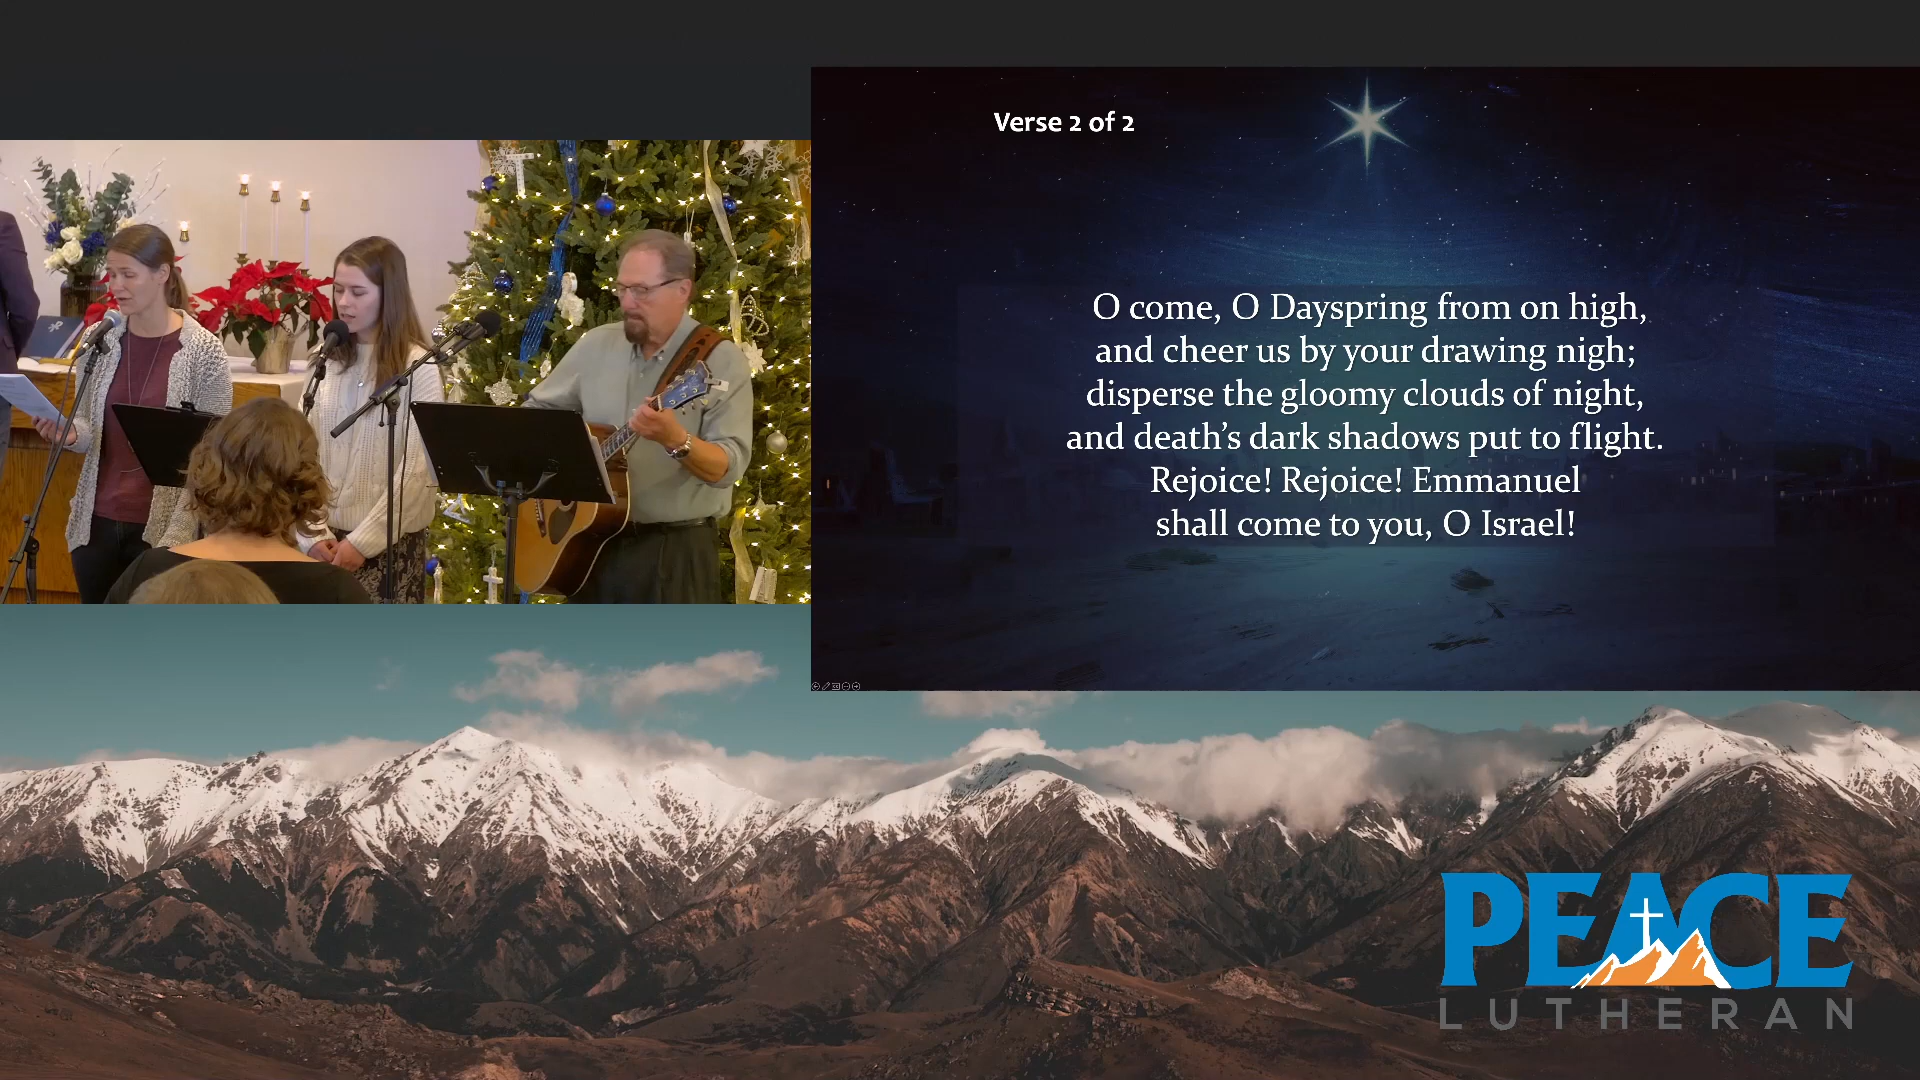 Verse 2 of 2
O come, O Dayspring from on high,
and cheer us by your drawing nigh;
disperse the gloomy clouds of night,
and death’s dark shadows put to flight.
Rejoice! Rejoice! Emmanuel
shall come to you, O Israel!
PEACE
LUTHERAN